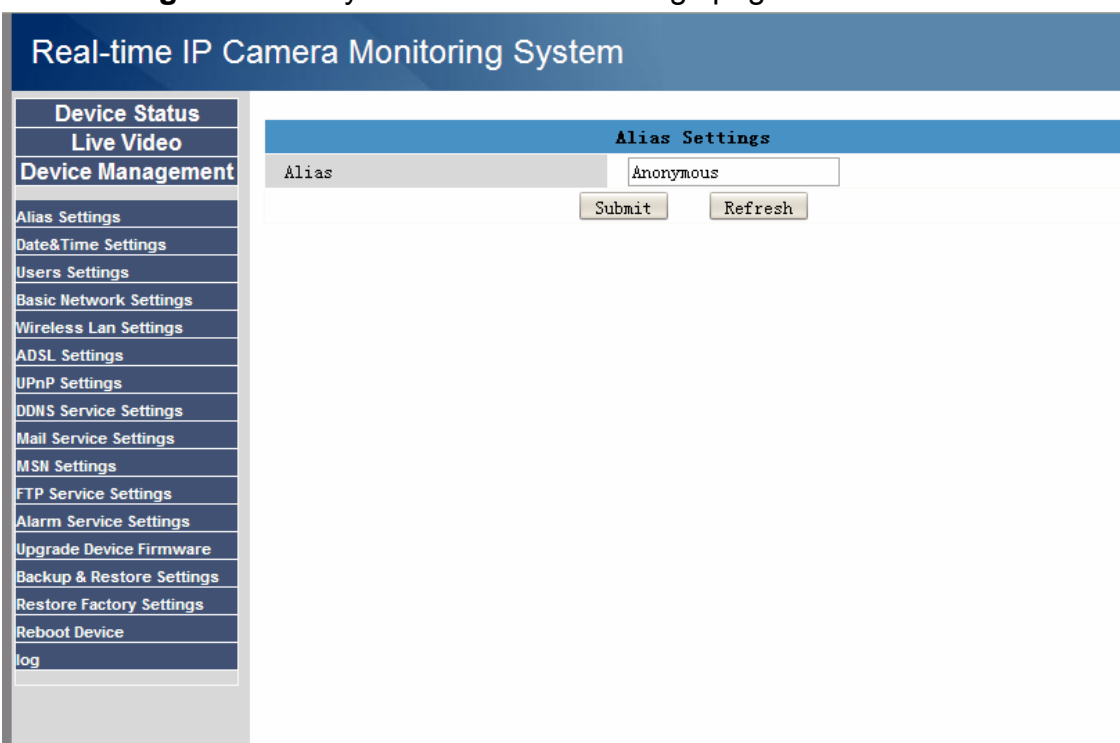 Real-time IP Camera Monitoring System
Device Status
Live Video
Device Management
Alias Settings
Date&Time Settings
Users Settings
Basic Network Settings
Wireless Lan Settings
ADSL Settings
UPnP Settings
DDNS Service Settings
Mail Service Settings
MSN Settings
FTP Service Settings
Alarm Service Settings
Upgrade Device Firmware
Backup & Restore Settings
Restore Factory Settings
Reboot Device
log
Alias Settings
Alias Anonymous
Submit Refresh